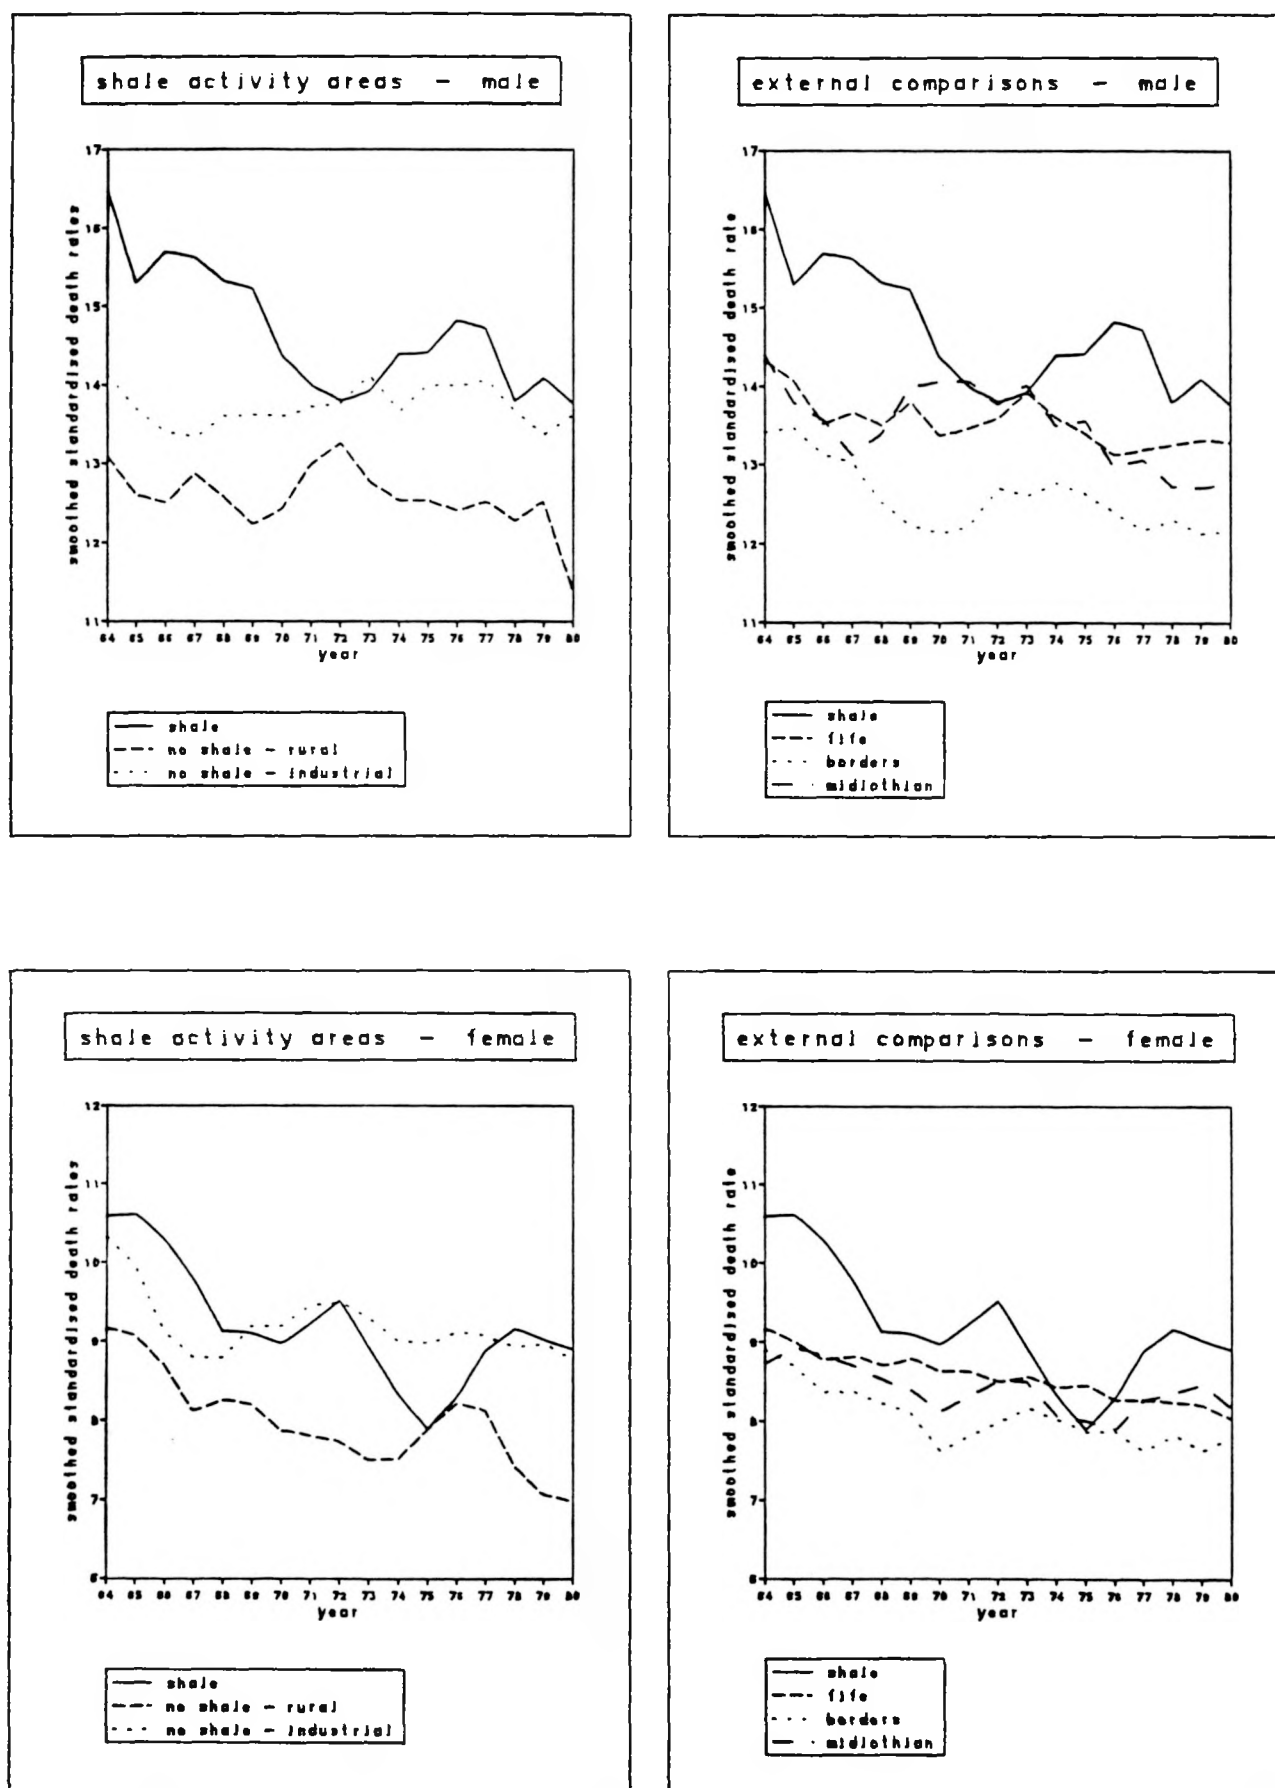 shale activity areas - male
smoothed standardised death rates
17
16
15
14
13
12
11
64 65 66 67 68 69 70 71 72 73 74 75 76 77 78 79 80
year
shale
no shale - rural
no shale - industrial
external comparisons - male
smoothed standardised death rate
17
16
15
14
13
12
11
64 65 66 67 68 69 70 71 72 73 74 75 76 77 78 79 80
year
shale
fife
borders
midlothian
shale activity areas - female
smoothed standardised death rates
12
11
10
9
8
7
6
64 65 66 67 68 69 70 71 72 73 74 75 76 77 78 79 80
year
shale
no shale - rural
no shale - industrial
external comparisons - female
smoothed standardised death rate
12
11
10
9
8
7
6
64 65 66 67 68 69 70 71 72 73 74 75 76 77 78 79 80
year
shale
fife
borders
midlothian